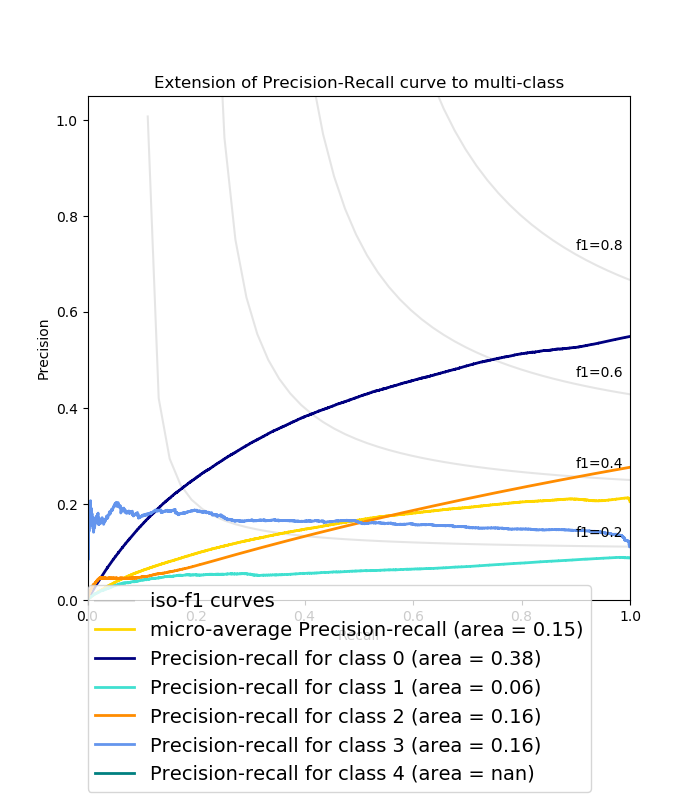 Extension of Precision-Recall curve to multi-class
1.0
0.8
0.6
0.4
0.2
0.0
Precision
f1=0.8
f1=0.6
f1=0.4
f1=0.2
0.0 0.2 0.4 0.6 0.8 1.0
Recall
iso-f1 curves
micro-average Precision-recall (area = 0.15)
Precision-recall for class 0 (area = 0.38)
Precision-recall for class 1 (area = 0.06)
Precision-recall for class 2 (area = 0.16)
Precision-recall for class 3 (area = 0.16)
Precision-recall for class 4 (area = nan)